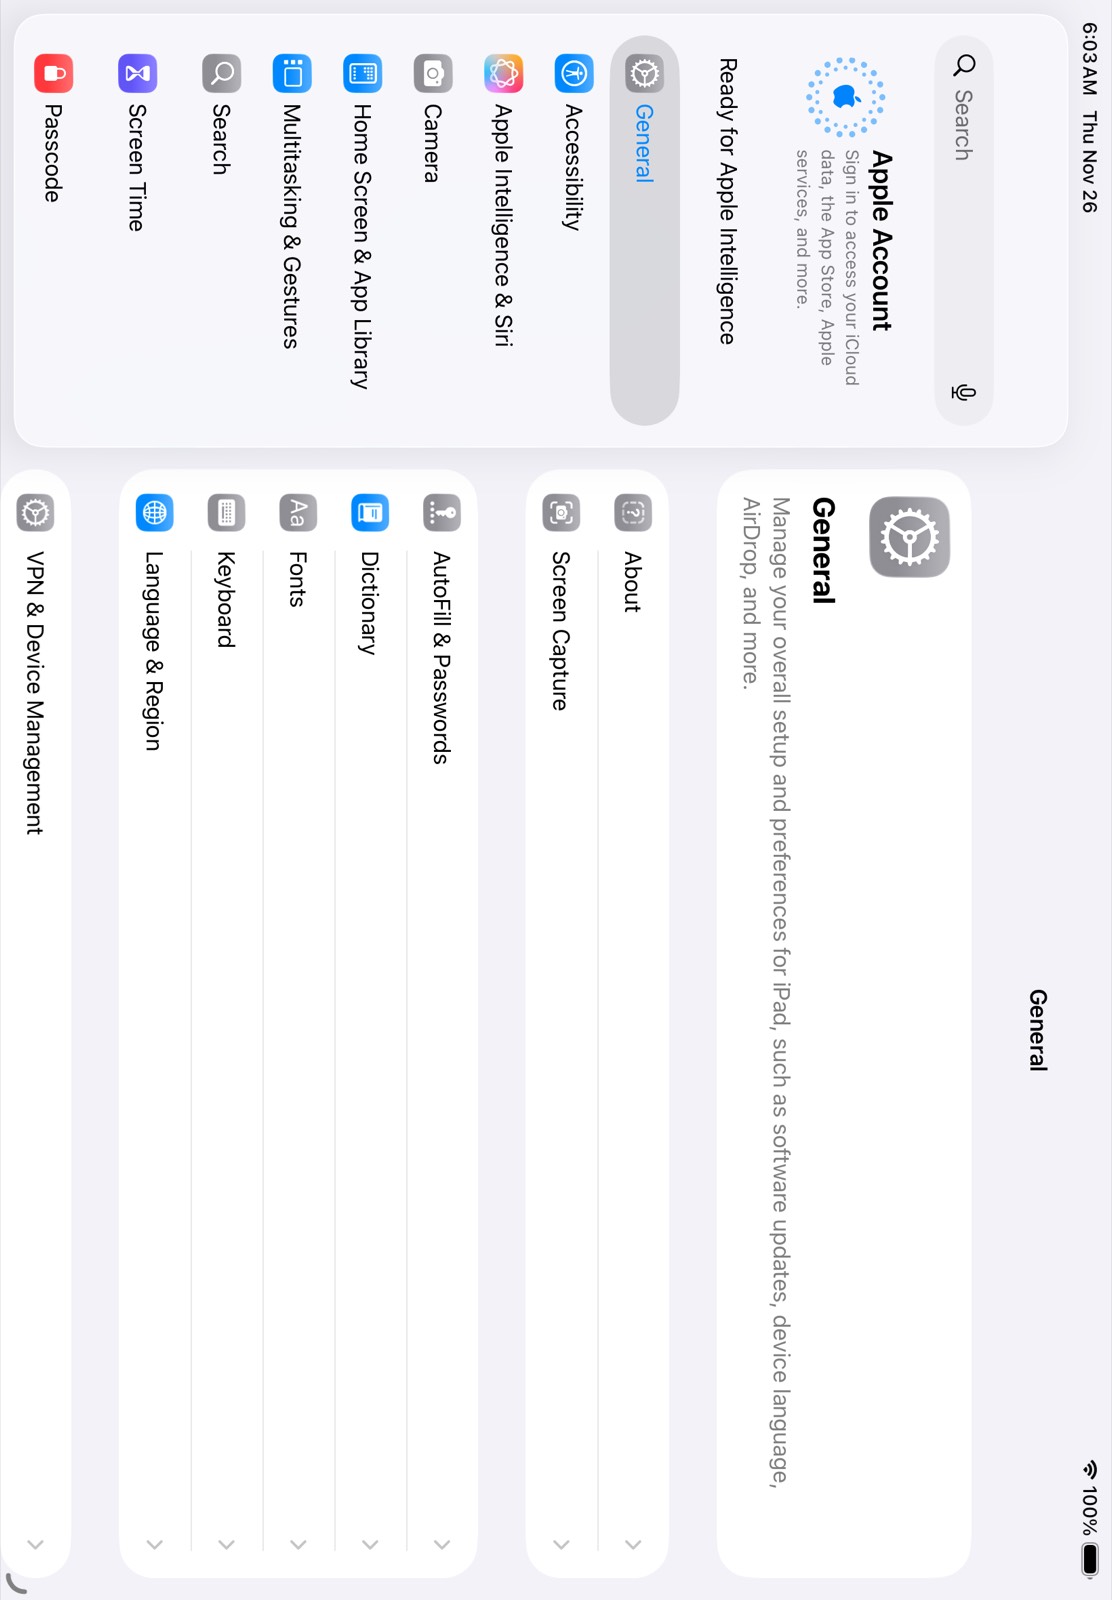 6:03 AM Thu Nov 26
100%
Search
Apple Account
Sign in to access your iCloud
data, the App Store, Apple
services, and more.
Ready for Apple Intelligence
General
Accessibility
Apple Intelligence & Siri
Camera
Home Screen & App Library
Multitasking & Gestures
Search
Screen Time
Passcode
General
General
Manage your overall setup and preferences for iPad, such as software updates, device language,
AirDrop, and more.
About
Screen Capture
AutoFill & Passwords
Dictionary
Aa Fonts
Keyboard
Language & Region
VPN & Device Management